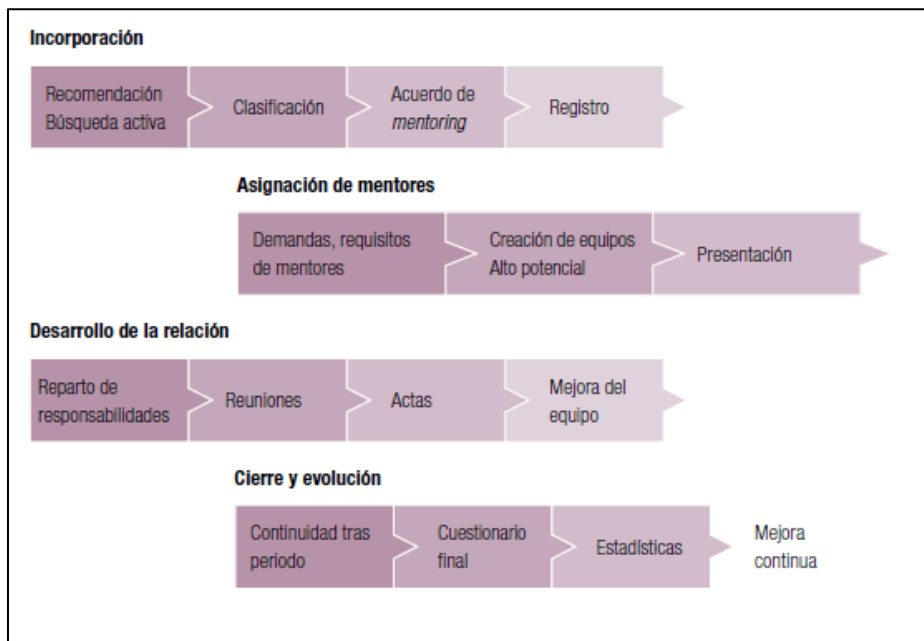 Incorporación
Recomendación
Búsqueda activa
Clasificación
Acuerdo de
mentoring
Registro
Asignación de mentores
Demandas, requisitos
de mentores
Creación de equipos
Alto potencial
Presentación
Desarrollo de la relación
Reparto de
responsabilidades
Reuniones
Actas
Mejora del
equipo
Cierre y evolución
Continuidad tras
periodo
Cuestionario
final
Estadísticas
Mejora
continua